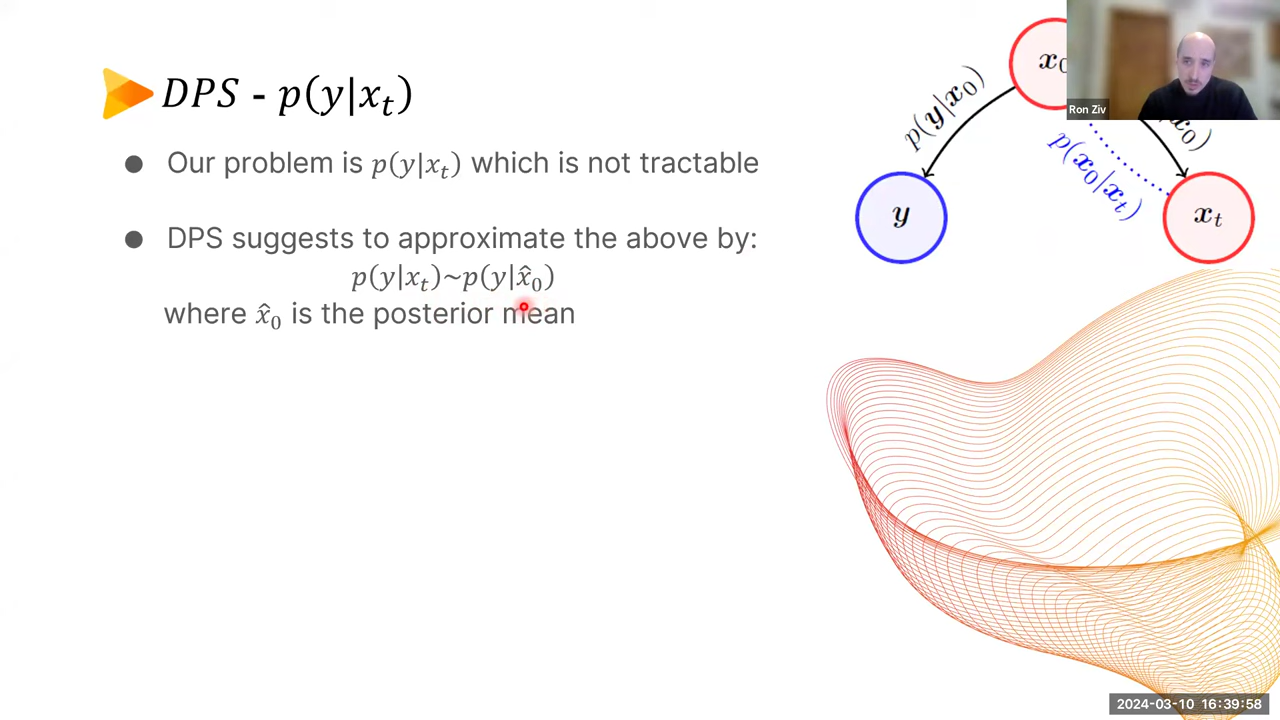 DPS - p(y|x_t)
● Our problem is p(y|x_t) which is not tractable
● DPS suggests to approximate the above by:
p(y|x_t)~p(y|x̂_0)
where x̂_0 is the posterior mean
x_0
p(y|x_0)
x_0)
p(x_0|x_t)
y
x_t
Ron Ziv
2024-03-10 16:39:58